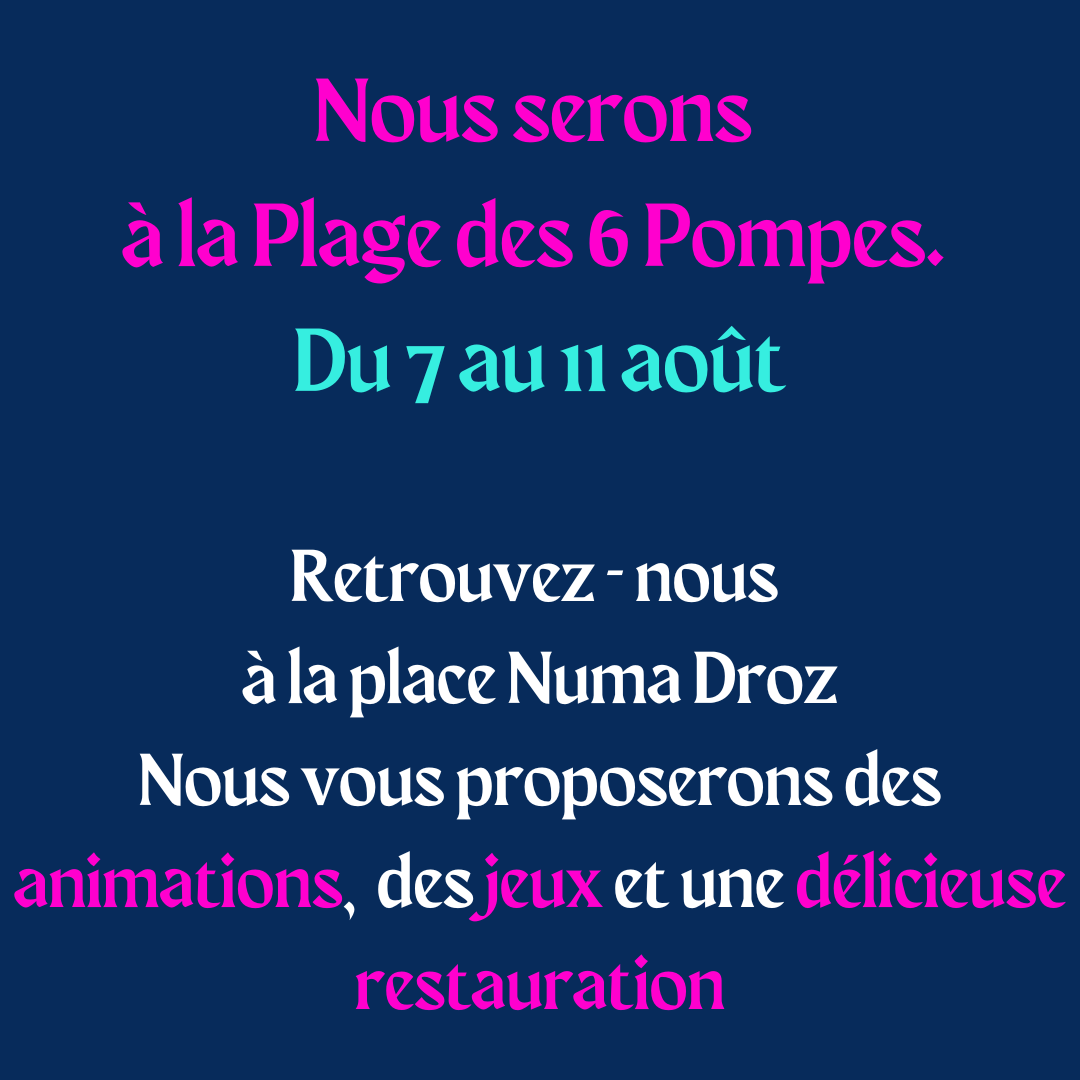 Nous serons
à la Plage des 6 Pompes.
Du 7 au 11 août
Retrouvez - nous
à la place Numa Droz
Nous vous proposerons des
animations, des jeux et une délicieuse
restauration